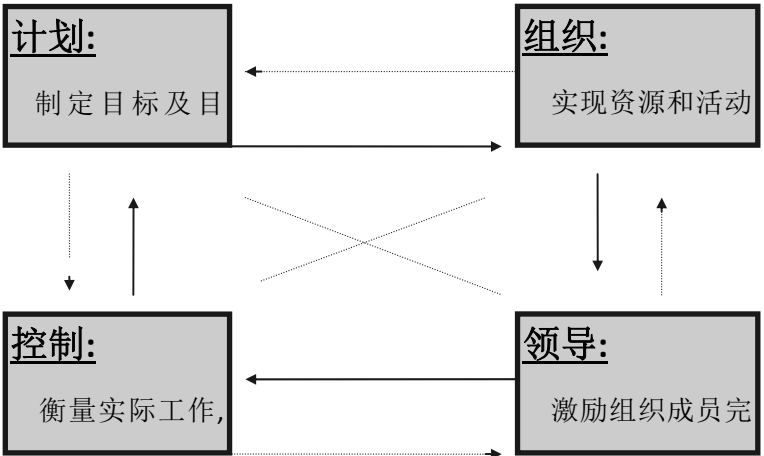 计划:
制定目标及目
组织:
实现资源和活动
控制:
衡量实际工作,
领导:
激励组织成员完